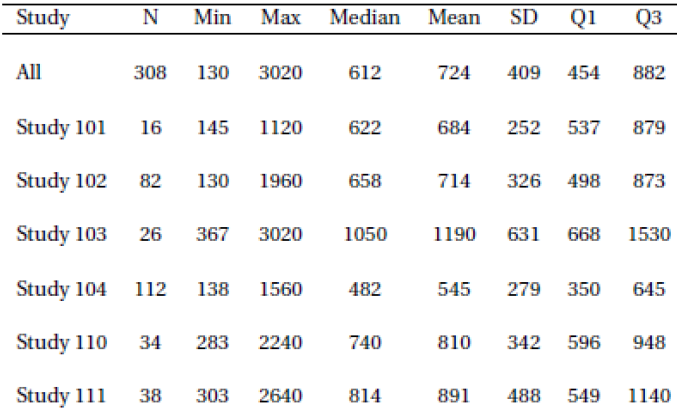 Study N Min Max Median Mean SD Q1 Q3
All 308 130 3020 612 724 409 454 882
Study 101 16 145 1120 622 684 252 537 879
Study 102 82 130 1960 658 714 326 498 873
Study 103 26 367 3020 1050 1190 631 668 1530
Study 104 112 138 1560 482 545 279 350 645
Study 110 34 283 2240 740 810 342 596 948
Study 111 38 303 2640 814 891 488 549 1140